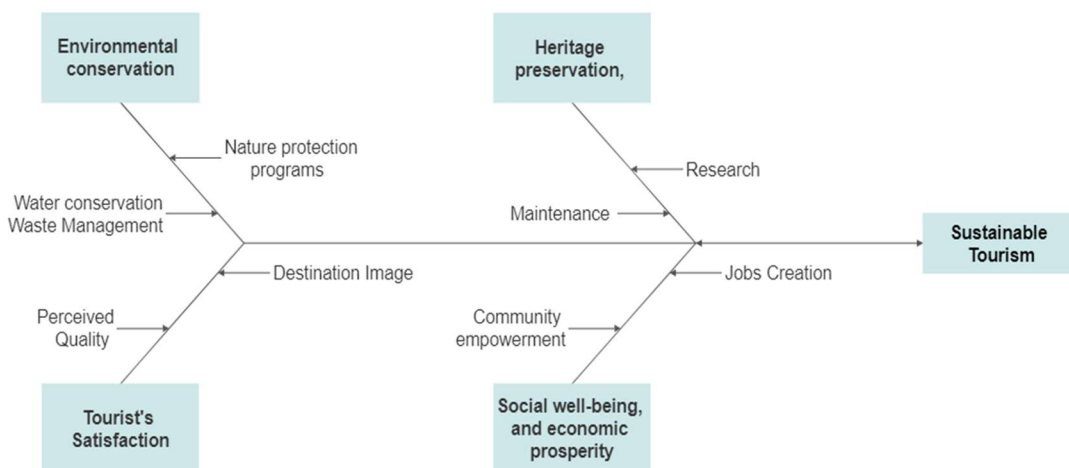 Environmental
conservation
Heritage
preservation,
Nature protection
programs
Research
Water conservation
Waste Management
Maintenance
Sustainable
Tourism
Destination Image
Jobs Creation
Perceived
Quality
Community
empowerment
Tourist's
Satisfaction
Social well-being,
and economic
prosperity